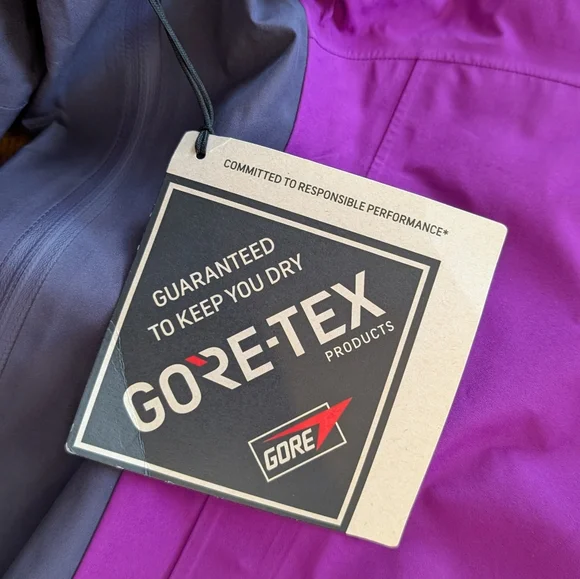 COMMITTED TO RESPONSIBLE PERFORMANCE*
GUARANTEED
TO KEEP YOU DRY
GORE-TEX
PRODUCTS
GORE